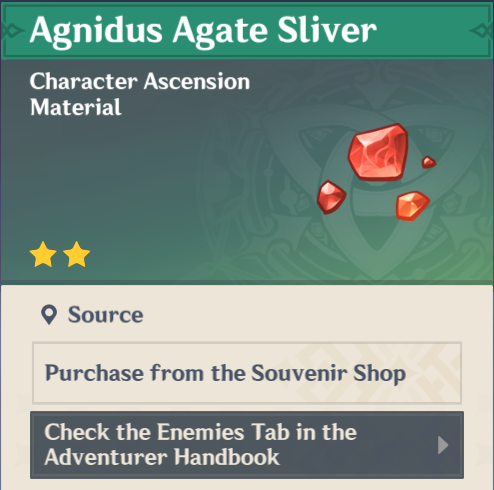 Agnidus Agate Sliver
Character Ascension
Material
Source
Purchase from the Souvenir Shop
Check the Enemies Tab in the
Adventurer Handbook